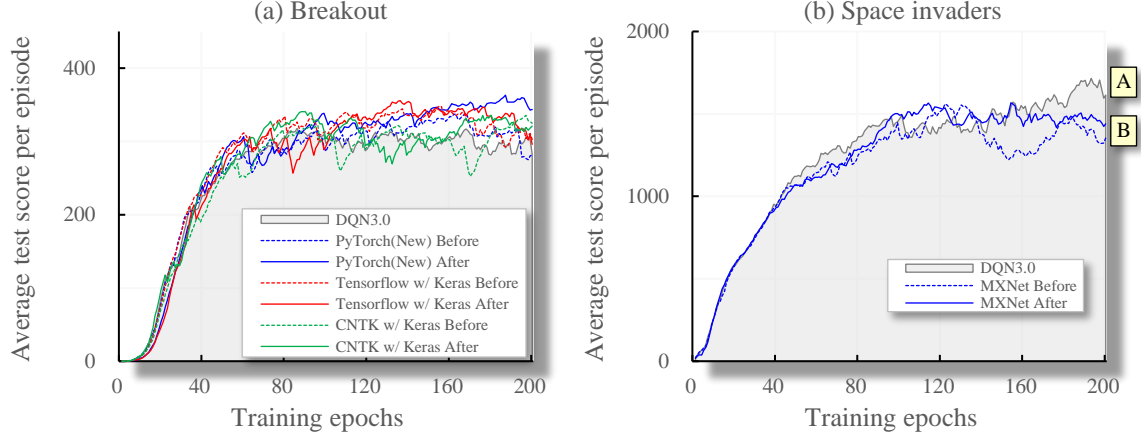 (a) Breakout
Average test score per episode
400
200
0
0 40 80 120 160 200
Training epochs
DQN3.0
PyTorch(New) Before
PyTorch(New) After
Tensorflow w/ Keras Before
Tensorflow w/ Keras After
CNTK w/ Keras Before
CNTK w/ Keras After
(b) Space invaders
Average test score per episode
2000
1000
0
0 40 80 120 160 200
Training epochs
DQN3.0
MXNet Before
MXNet After
A
B